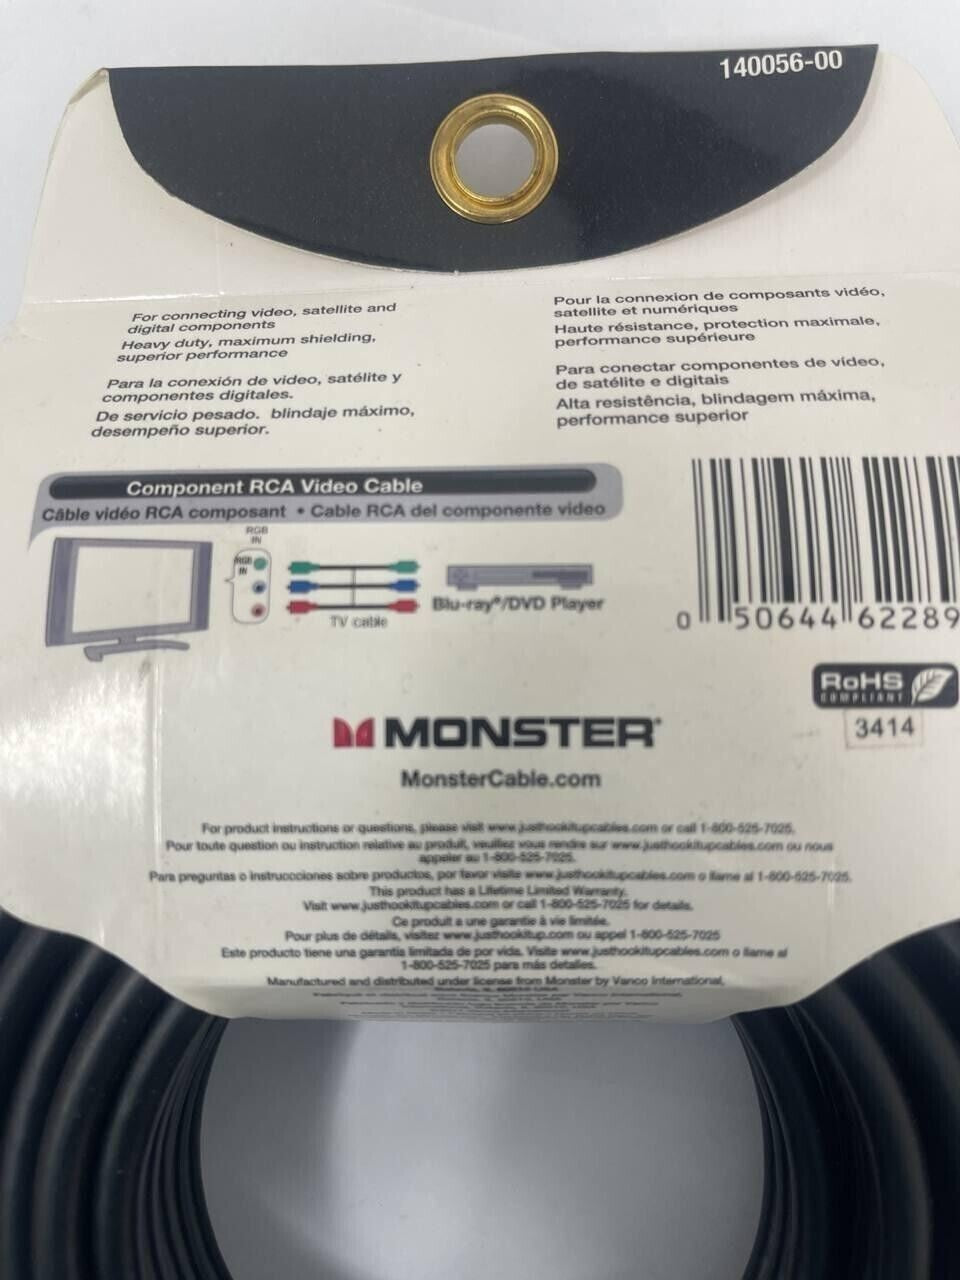 140056-00
For connecting video, satellite and
digital components
Heavy duty, maximum shielding,
superior performance
Para la conexión de video, satélite y
componentes digitales.
De servicio pesado. blindaje máximo,
desempeño superior.
Pour la connexion de composants vidéo,
satellite et numériques
Haute résistance, protection maximale,
performance supérieure
Para conectar componentes de vídeo,
de satélite e digitais
Alta resistência, blindagem máxima,
performance superior
Component RCA Video Cable
Câble vidéo RCA composant • Cable RCA del componente video
RGB
IN
RGB
IN
TV cable
Blu-ray®/DVD Player
0 50644 62289
RoHS
COMPLIANT
3414
MONSTER®
MonsterCable.com
For product instructions or questions, please visit www.justhookitupcables.com or call 1-800-525-7025.
Pour toute question ou instruction relative au produit, veuillez vous rendre sur www.justhookitupcables.com ou nous
appeler au 1-800-525-7025.
Para preguntas o instruccciones sobre productos, por favor visite www.justhookitupcables.com o llame al 1-800-525-7025.
This product has a Lifetime Limited Warranty.
Visit www.justhookitupcables.com or call 1-800-525-7025 for details.
Ce produit a une garantie à vie limitée.
Pour plus de détails, visitez www.justhookitup.com ou appel 1-800-525-7025
Este producto tiene una garantía limitada de por vida. Visite www.justhookitupcables.com o llame al
1-800-525-7025 para más detalles.
Manufactured and distributed under license from Monster by Vanco International,